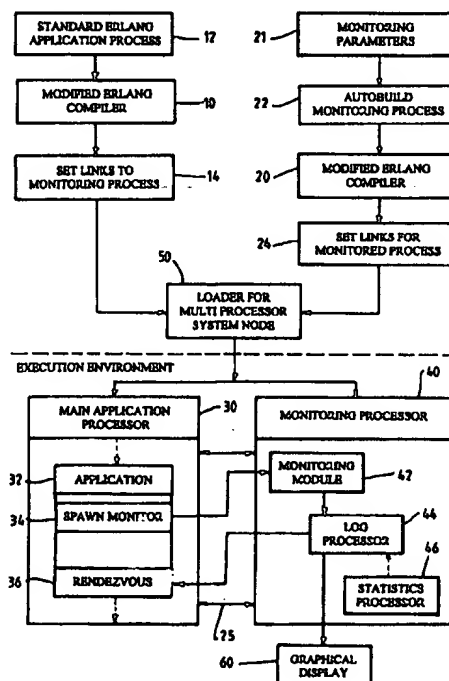 STANDARD ERLANG
APPLICATION PROCESS
12
MODIFIED ERLANG
COMPILER
10
SET LINKS TO
MONITORING PROCESS
14
21
MONITORING
PARAMETERS
22
AUTOBUILD
MONITORING PROCESS
20
MODIFIED ERLANG
COMPILER
24
SET LINKS FOR
MONITORED PROCESS
50
LOADER FOR
MULTI PROCESSOR
SYSTEM NODE
EXECUTION ENVIRONMENT
30
MAIN APPLICATION
PROCESSOR
32
APPLICATION
34
SPAWN MONITOR
36
RENDEZVOUS
40
MONITORING PROCESSOR
MONITORING
MODULE
42
LOG
PROCESSOR
44
46
STATISTICS
PROCESSOR
25
60
GRAPHICAL
DISPLAY